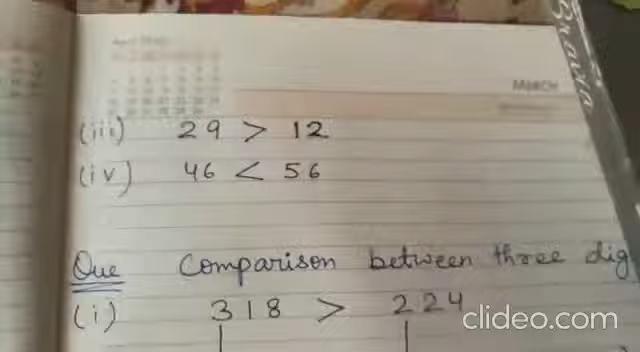 March
(iii) 29 > 12
(iv) 46 < 56
Que Comparison between three dig
(i) 318 > 224
clideo.com